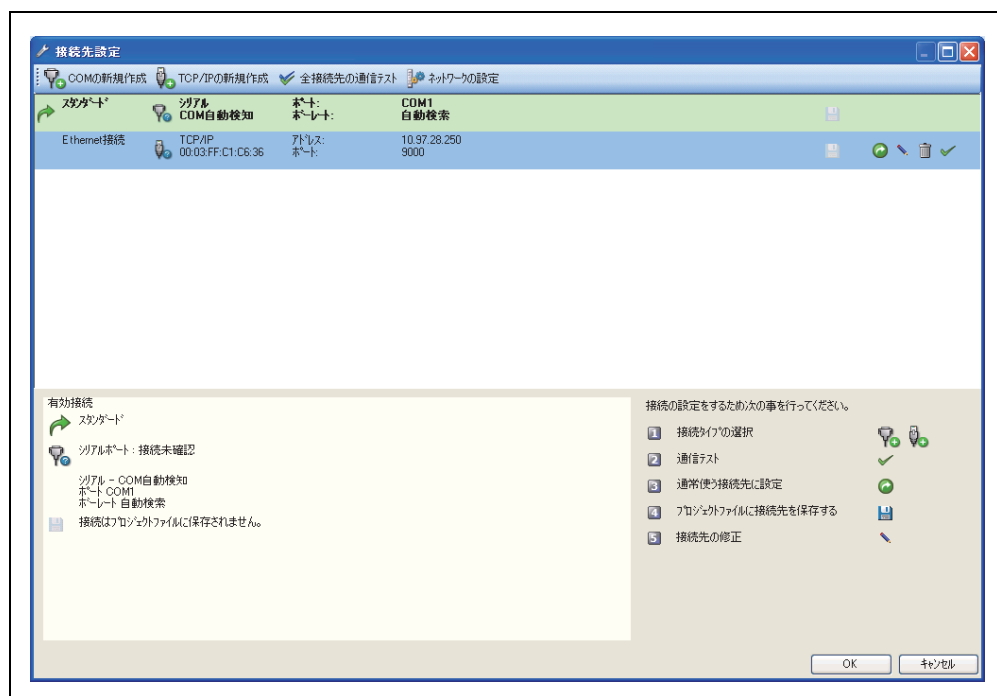 接続先設定
COMの新規作成 TCP/IPの新規作成 全接続先の通信テスト ネットワークの設定
スタンダード シリアル ポート: COM1
COM自動検知 ボーレート: 自動検索
Ethernet接続 TCP/IP アドレス: 10.97.28.250
00:03:FF:C1:C6:36 ポート: 9000
有効接続
スタンダード
シリアルポート : 接続未確認
シリアル - COM自動検知
ポート COM1
ボーレート 自動検索
接続はプロジェクトファイルに保存されません。
接続の設定をするため次の事を行ってください。
1 接続タイプの選択
2 通信テスト
3 通常使う接続先に設定
4 プロジェクトファイルに接続先を保存する
5 接続先の修正
OK キャンセル